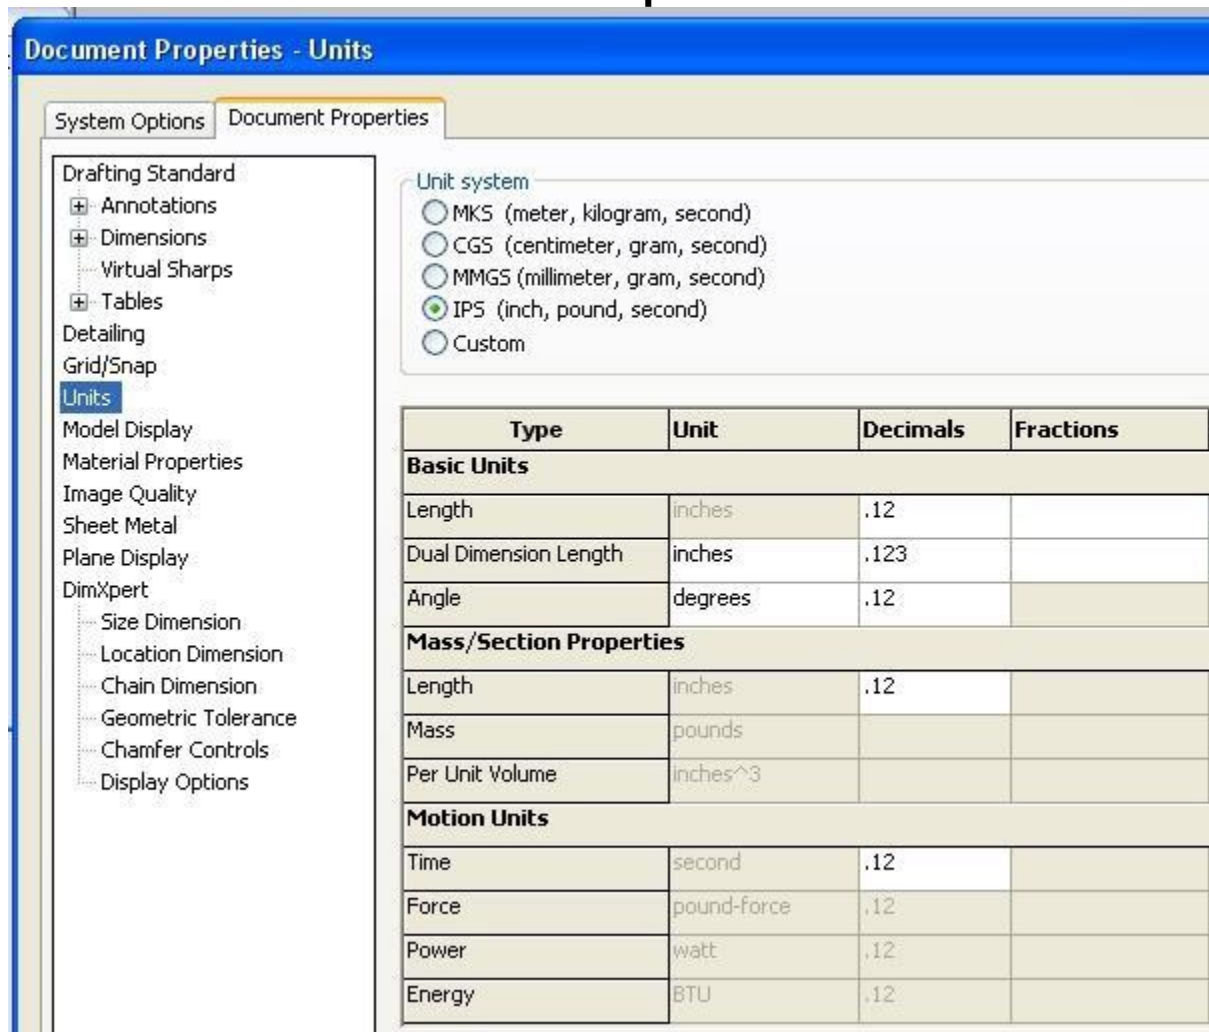 Document Properties - Units
System Options Document Properties
Drafting Standard
Annotations
Dimensions
Virtual Sharps
Tables
Detailing
Grid/Snap
Units
Model Display
Material Properties
Image Quality
Sheet Metal
Plane Display
DimXpert
Size Dimension
Location Dimension
Chain Dimension
Geometric Tolerance
Chamfer Controls
Display Options
Unit system
MKS (meter, kilogram, second)
CGS (centimeter, gram, second)
MMGS (millimeter, gram, second)
IPS (inch, pound, second)
Custom
Type Unit Decimals Fractions
Basic Units
Length inches .12
Dual Dimension Length inches .123
Angle degrees .12
Mass/Section Properties
Length inches .12
Mass pounds
Per Unit Volume inches^3
Motion Units
Time second .12
Force pound-force .12
Power watt .12
Energy BTU .12